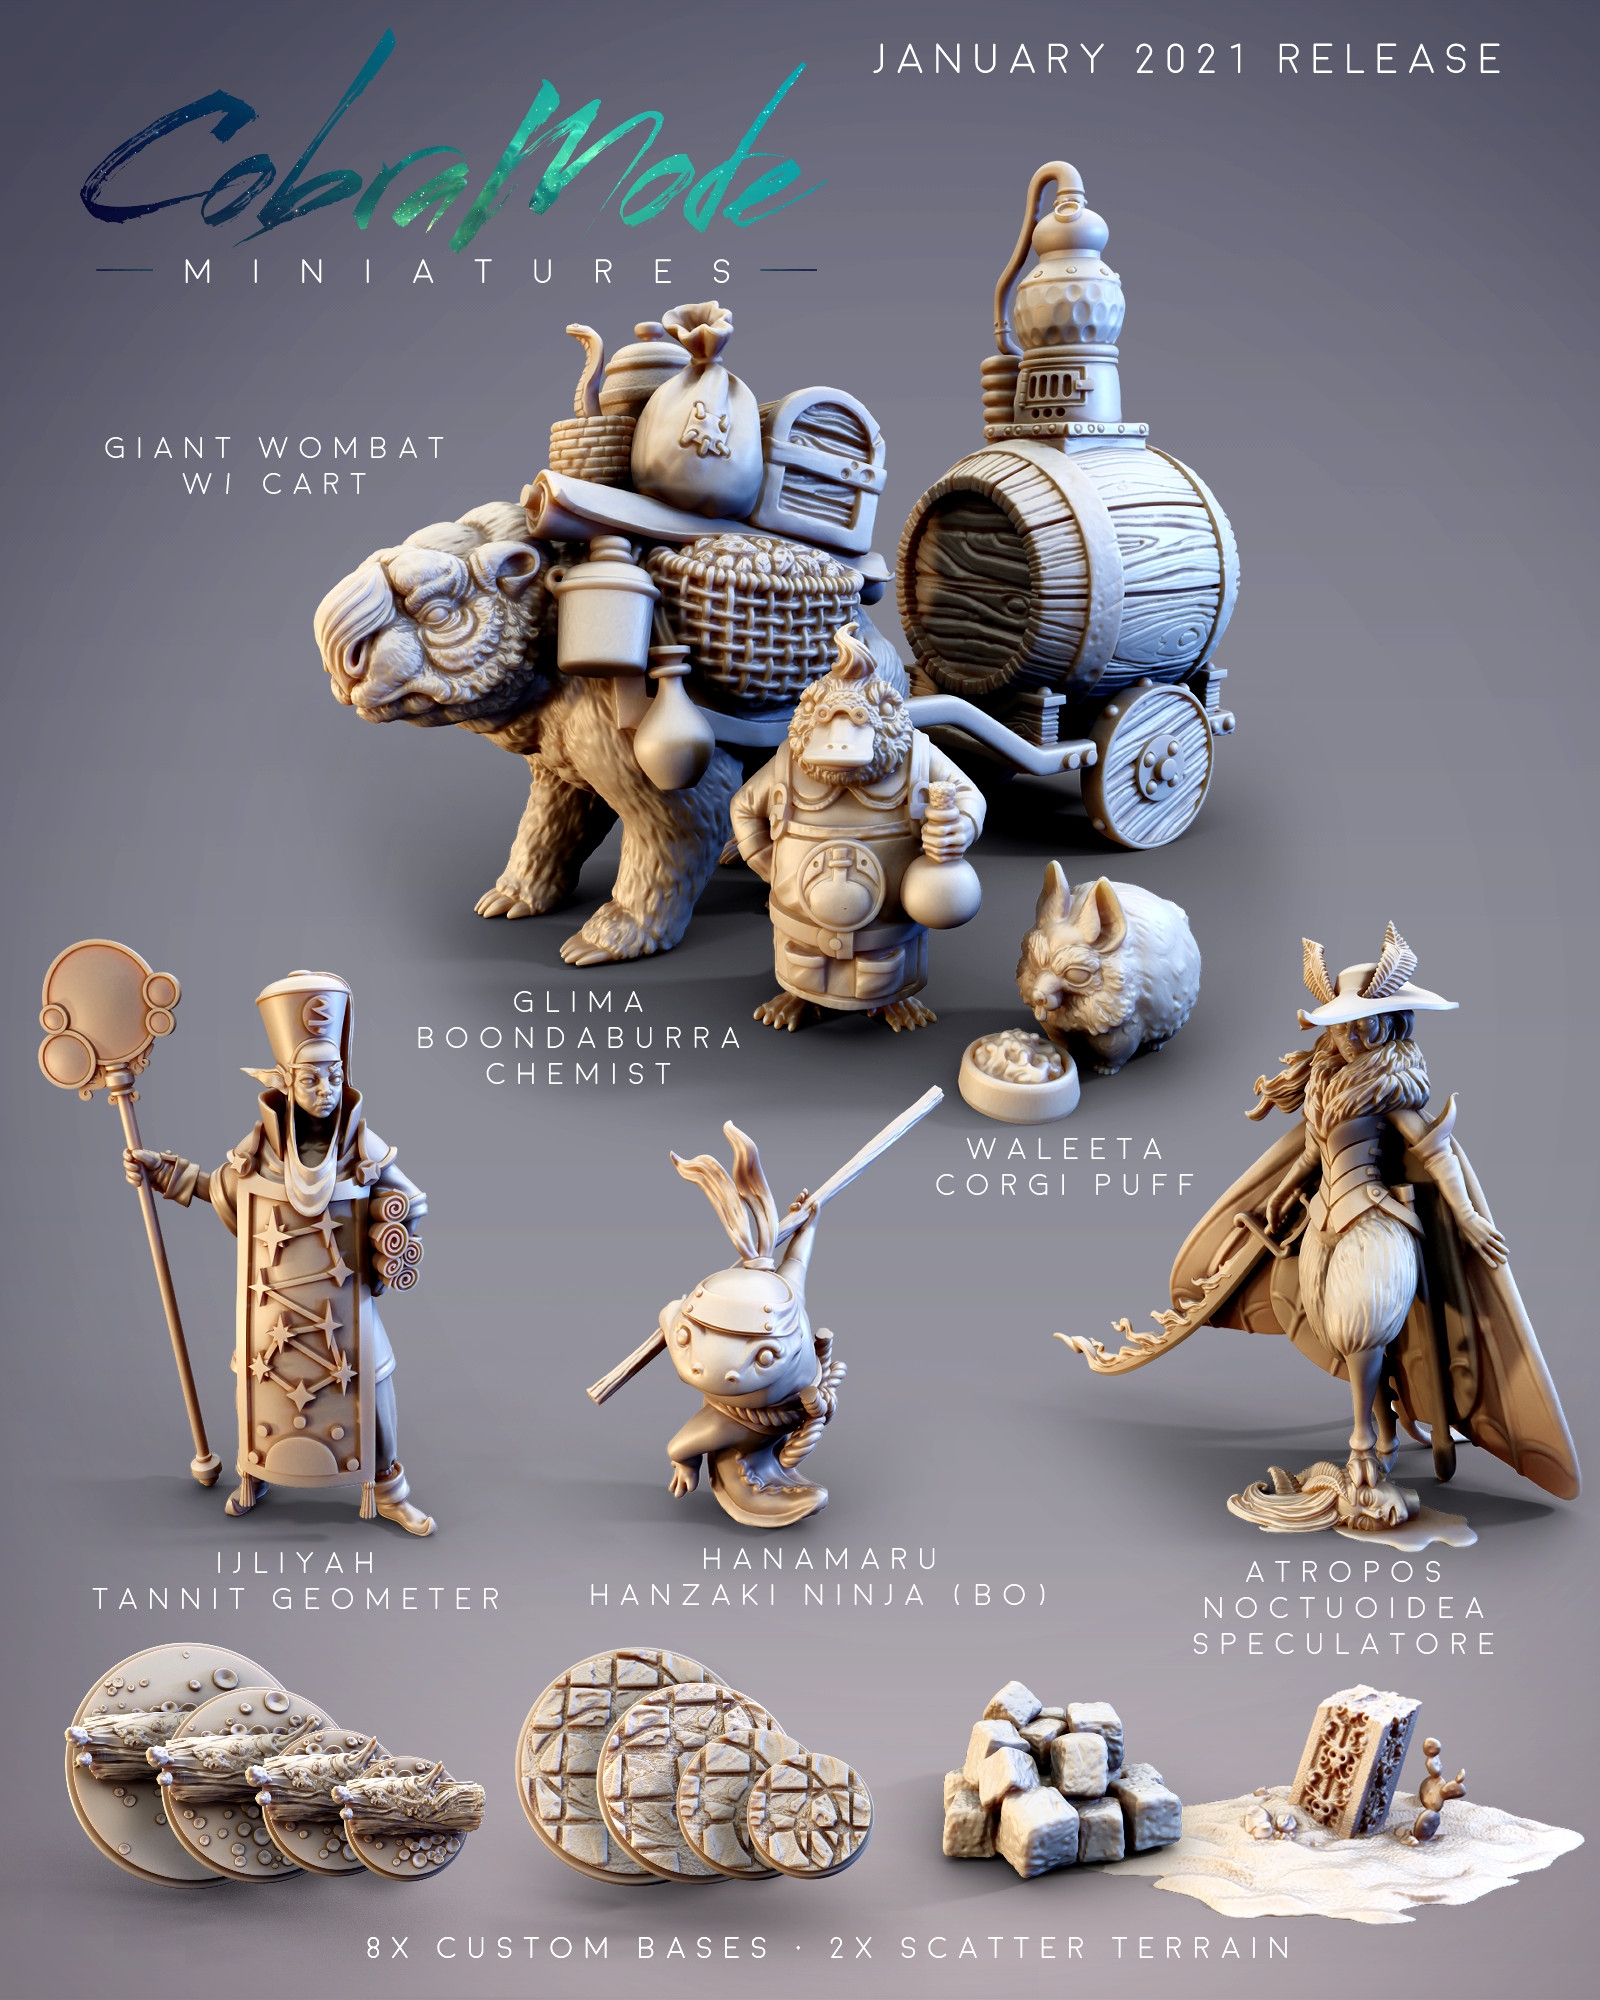 JANUARY 2021 RELEASE
CobraMode
MINIATURES
GIANT WOMBAT
W/ CART
GLIMA
BOONDABURRA
CHEMIST
WALEETA
CORGI PUFF
IJLIYAH
TANNIT GEOMETER
HANAMARU
HANZAKI NINJA (BO)
ATROPOS
NOCTUOIDEA
SPECULATORE
8X CUSTOM BASES · 2X SCATTER TERRAIN